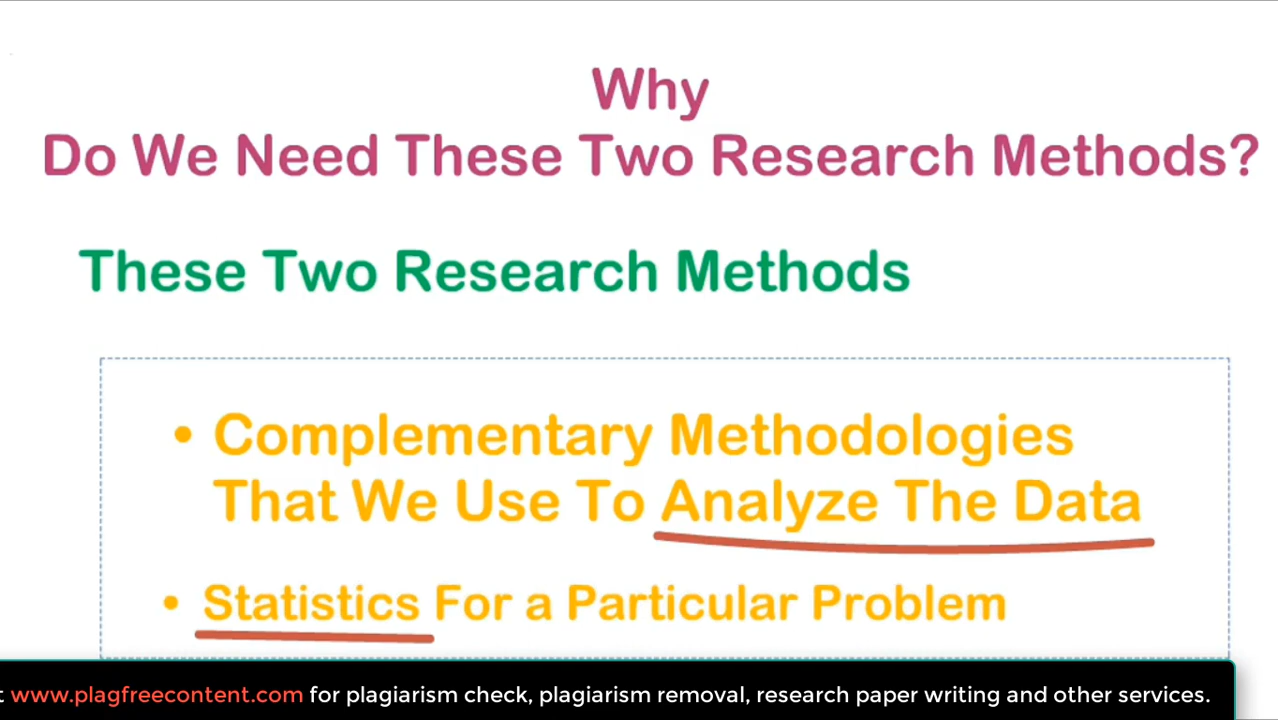 Why
Do We Need These Two Research Methods?
These Two Research Methods
• Complementary Methodologies
That We Use To Analyze The Data
• Statistics For a Particular Problem
www.plagfreecontent.com for plagiarism check, plagiarism removal, research paper writing and other services.